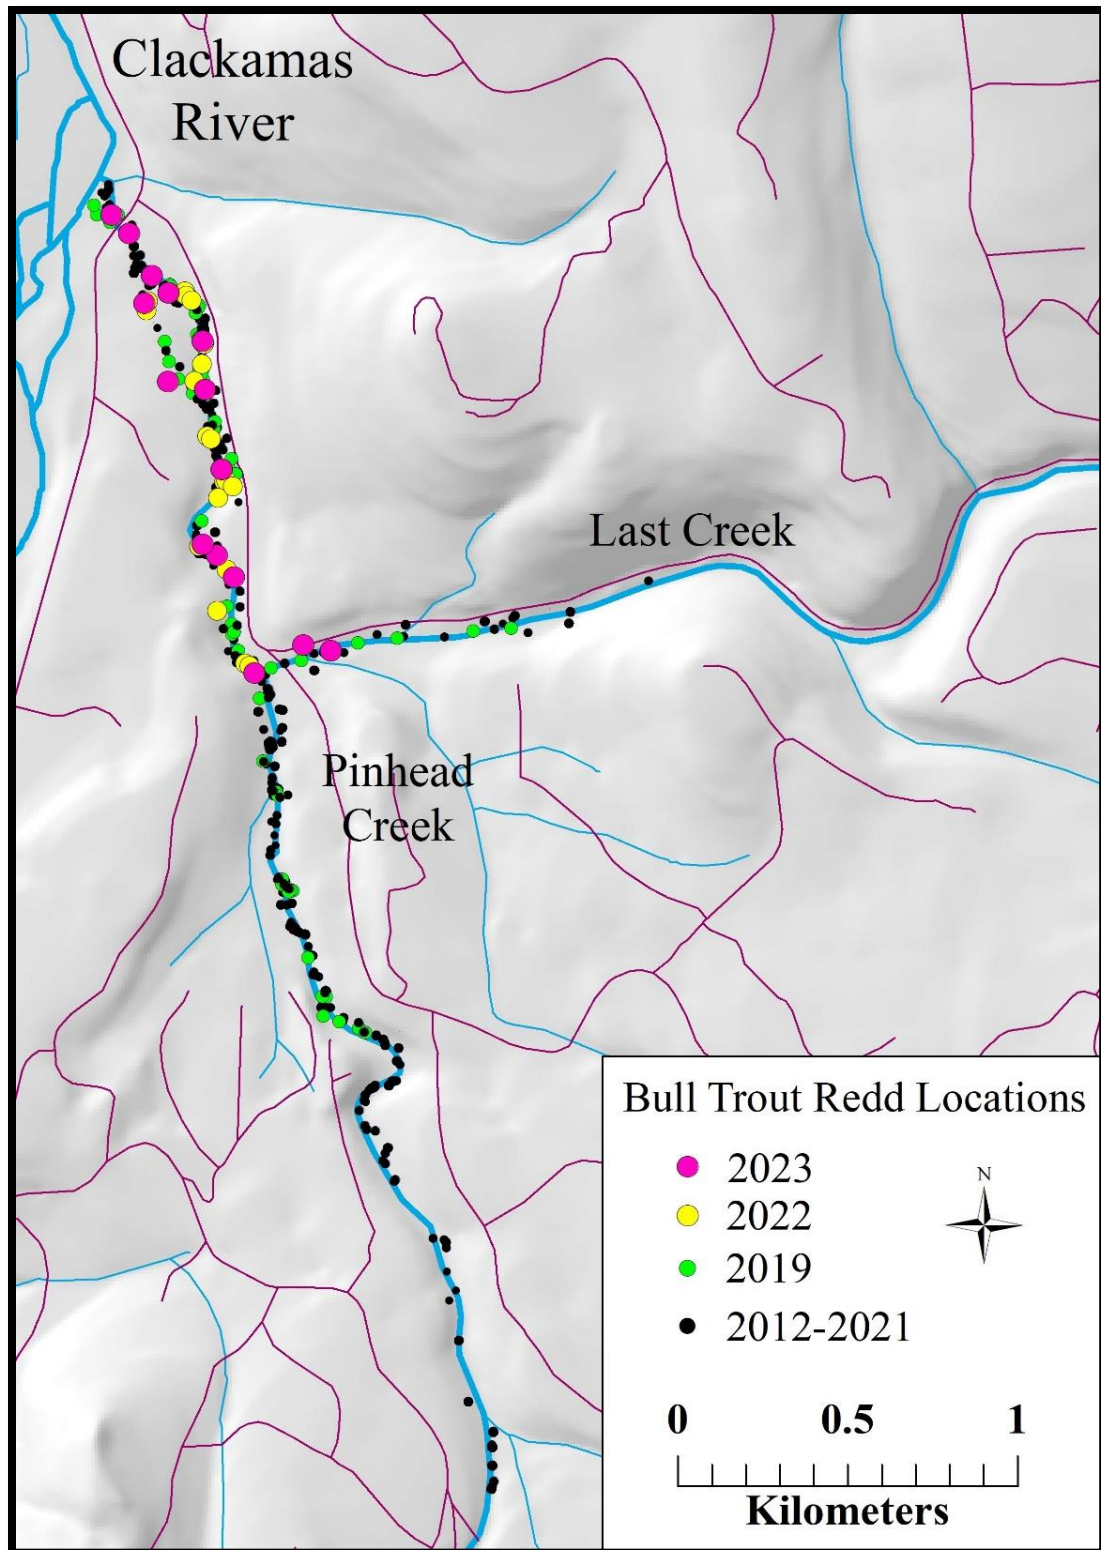 Clackamas
River
Last Creek
Pinhead
Creek
Bull Trout Redd Locations
2023
N
2022
2019
2012-2021
0 0.5 1
Kilometers